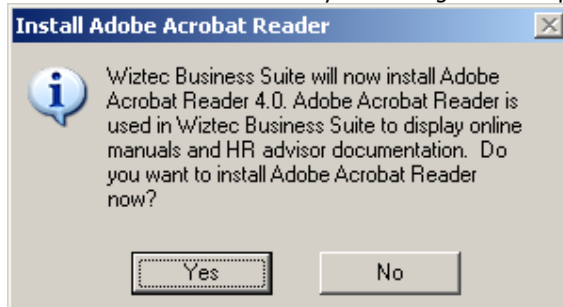 Install Adobe Acrobat Reader
Wiztec Business Suite will now install Adobe
Acrobat Reader 4.0. Adobe Acrobat Reader is
used in Wiztec Business Suite to display online
manuals and HR advisor documentation. Do
you want to install Adobe Acrobat Reader
now?
Yes No